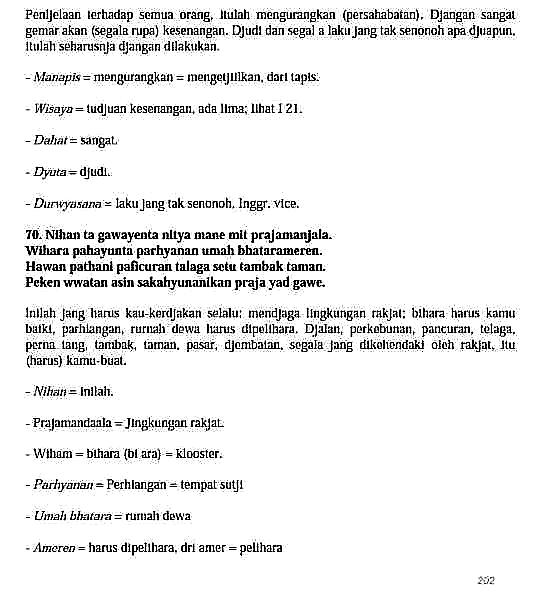 Penljelaan terhadap semua orang, itulah mengurangkan (persahabatan). Djangan sangat
gemar akan (segala rupa) kesenangan. Djudi dan segal a laku jang tak senonoh apa djuapun,
itulah seharusnja djangan dilakukan.
- Manapis = mengurangkan = mengetjillkan, dari tapis.
- Wisaya = tudjuan kesenangan, ada lima; lihat I 21.
- Dahat = sangat.
- Dyuta = djudi.
- Durwyasana = laku jang tak senonoh, Inggr. vice.
70. Nihan ta gawayenta nitya mane mit prajamanjala.
Wihara pahayunta parhyanan umah bhatarameren.
Hawan pathani paficuran talaga setu tambak taman.
Peken wwatan asin sakahyunanikan praja yad gawe.
Inilah jang harus kau-kerdjakan selalu: mendjaga lingkungan rakjat; bihara harus kamu
baiki, parhiangan, rurnah dewa harus dipelihara. Djalan, perkebunan, pancuran, telaga,
perna tang, tambak, taman, pasar, djembatan, segala jang dikehendaki oleh rakjat, itu
(harus) kamu-buat.
- Nihan = inilah.
- Prajamandaala = Jingkungan rakjat.
- Wiham = bihara (bi ara) = klooster.
- Parhyanan = Perhiangan = tempat sutji
- Umah bhatara = rumah dewa
- Ameren = harus dipelihara, dri amer = pelihara
202